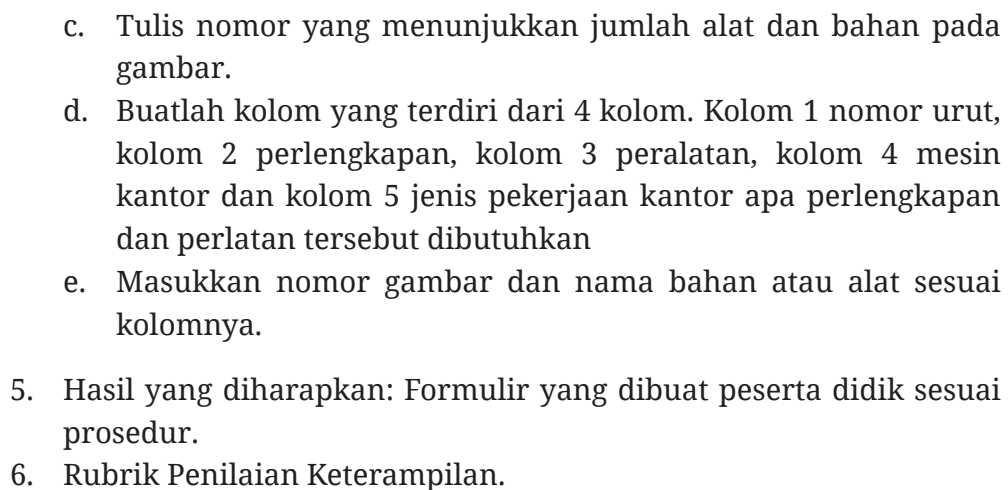 c. Tulis nomor yang menunjukkan jumlah alat dan bahan pada
gambar.
d. Buatlah kolom yang terdiri dari 4 kolom. Kolom 1 nomor urut,
kolom 2 perlengkapan, kolom 3 peralatan, kolom 4 mesin
kantor dan kolom 5 jenis pekerjaan kantor apa perlengkapan
dan perlatan tersebut dibutuhkan
e. Masukkan nomor gambar dan nama bahan atau alat sesuai
kolomnya.
5. Hasil yang diharapkan: Formulir yang dibuat peserta didik sesuai
prosedur.
6. Rubrik Penilaian Keterampilan.